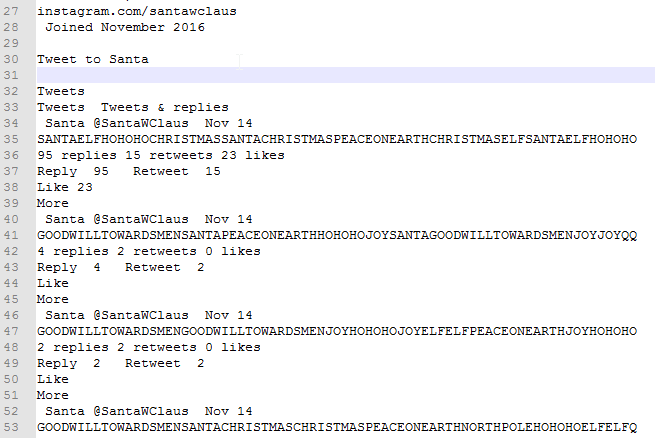 27 instagram.com/santawclaus
28  Joined November 2016
29
30 Tweet to Santa
31
32 Tweets
33 Tweets  Tweets & replies
34  Santa @SantaWClaus  Nov 14
35 SANTAELFHOHOHOCHRISTMASSANTACHRISTMASPEACEONEARTHCHRISTMASELFSANTAELFHOHOHO
36 95 replies 15 retweets 23 likes
37 Reply  95   Retweet  15
38 Like 23
39 More
40  Santa @SantaWClaus  Nov 14
41 GOODWILLTOWARDSMENSANTAPEACEONEARTHHOHOHOJOYSANTAGOODWILLTOWARDSMENJOYJOYQQ
42 4 replies 2 retweets 0 likes
43 Reply  4   Retweet  2
44 Like
45 More
46  Santa @SantaWClaus  Nov 14
47 GOODWILLTOWARDSMENGOODWILLTOWARDSMENJOYHOHOHOJOYELFELFPEACEONEARTHJOYHOHOHO
48 2 replies 2 retweets 0 likes
49 Reply  2   Retweet  2
50 Like
51 More
52  Santa @SantaWClaus  Nov 14
53 GOODWILLTOWARDSMENSANTACHRISTMASCHRISTMASPEACEONEARTHNORTHPOLEHOHOHOELFELFQ